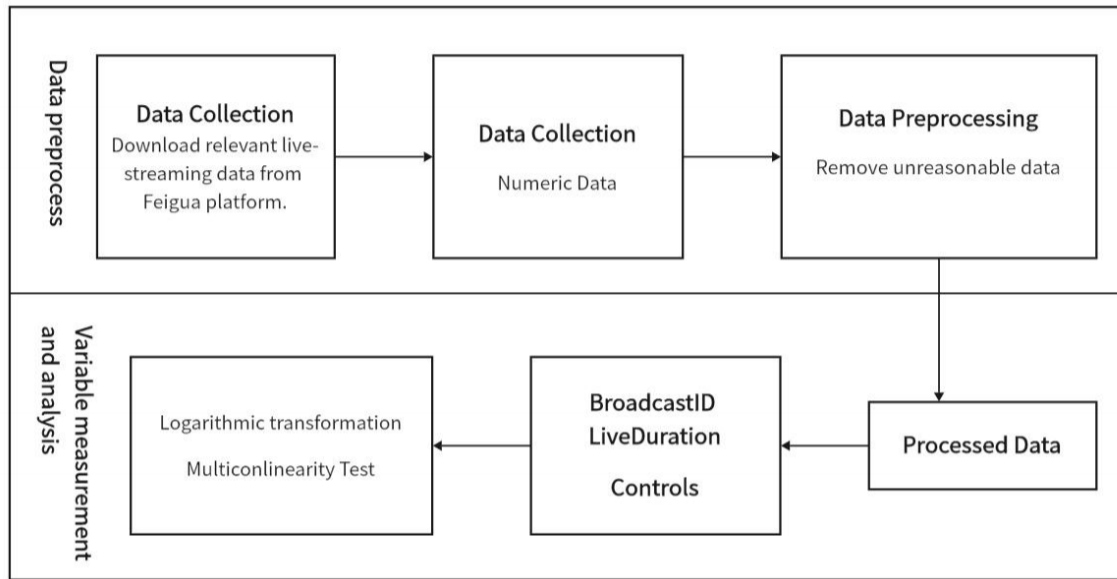 Data preprocess
Data Collection
Download relevant live-
streaming data from
Feigua platform.
Data Collection
Numeric Data
Data Preprocessing
Remove unreasonable data
Variable measurement
and analysis
Logarithmic transformation
Multiconlinearity Test
BroadcastID
LiveDuration
Controls
Processed Data